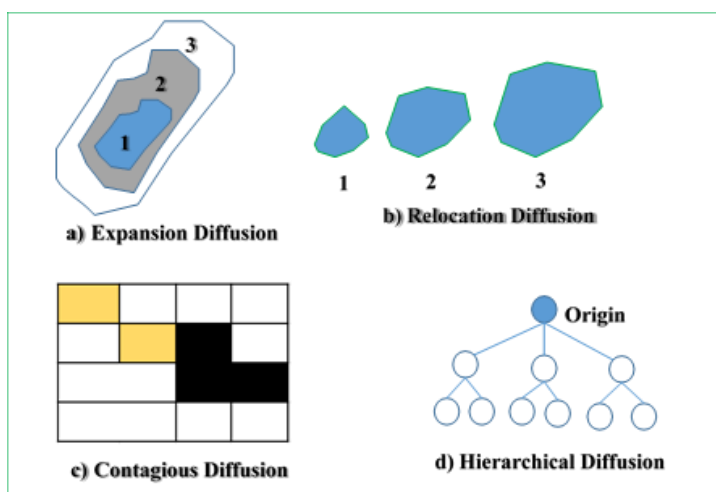 3
2
1
a) Expansion Diffusion
1 2 3
b) Relocation Diffusion
c) Contagious Diffusion
Origin
d) Hierarchical Diffusion